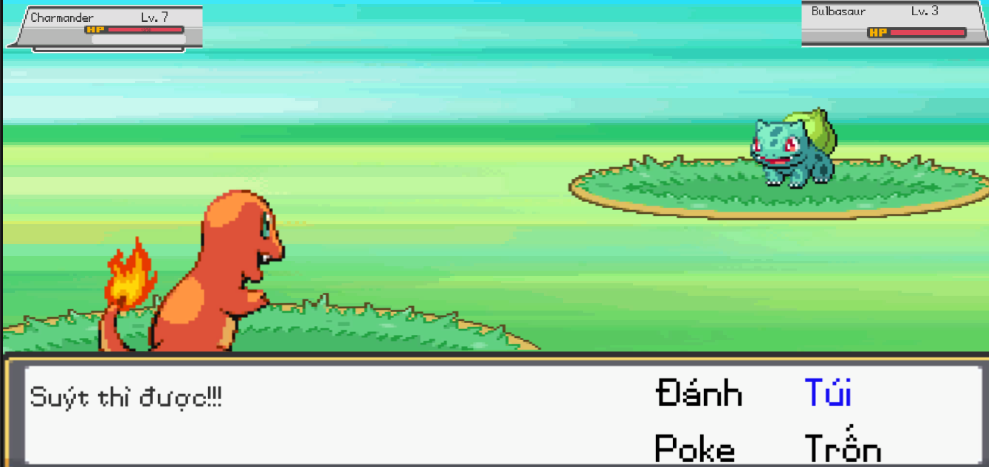 Charmander Lv. 7
HP
Bulbasaur Lv. 3
HP
Suýt thì được!!!
Đánh Túi
Poke Trốn